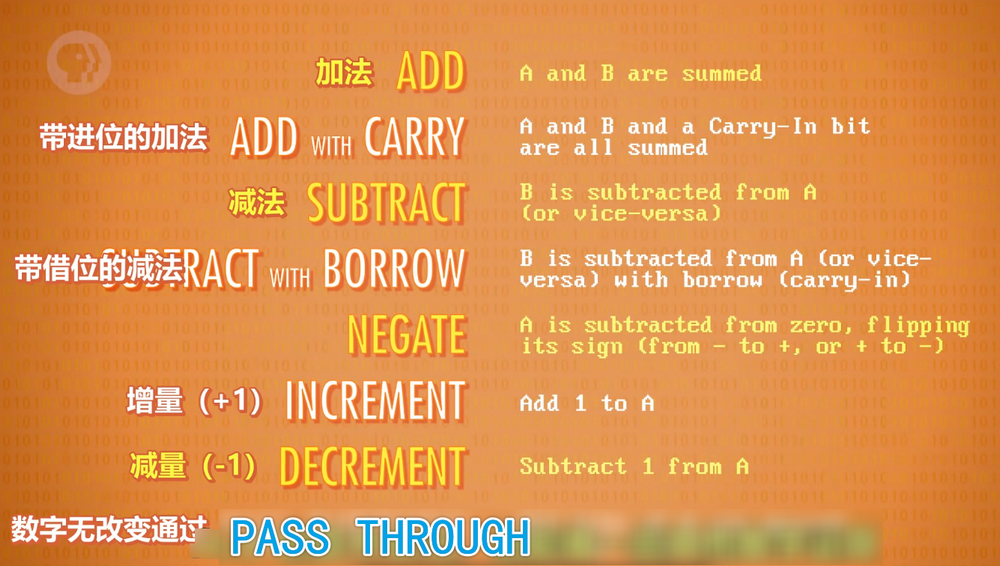 加法 ADD A and B are summed
带进位的加法 ADD WITH CARRY A and B and a Carry-In bit
are all summed
减法 SUBTRACT B is subtracted from A
(or vice-versa)
带借位的减法 SUBTRACT WITH BORROW B is subtracted from A (or vice-
versa) with borrow (carry-in)
NEGATE A is subtracted from zero, flipping
its sign (from - to +, or + to -)
增量（+1） INCREMENT Add 1 to A
减量（-1） DECREMENT Subtract 1 from A
数字无改变通过 PASS THROUGH